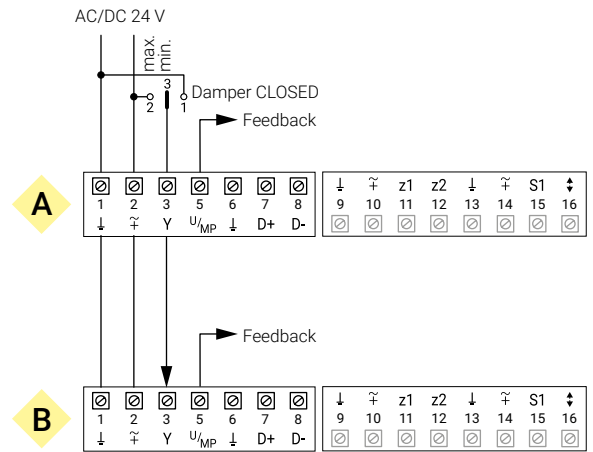 AC/DC 24 V
max.
min.
3
2
1
Damper CLOSED
Feedback
A
1 2 3 5 6 7 8
⏚ ≂ Y U/MP ⏚ D+ D-
⏚ ≂ z1 z2 ⏚ ≂ S1
9 10 11 12 13 14 15 16
Feedback
B
1 2 3 5 6 7 8
⏚ ≂ Y U/MP ⏚ D+ D-
⏚ ≂ z1 z2 ⏚ ≂ S1
9 10 11 12 13 14 15 16